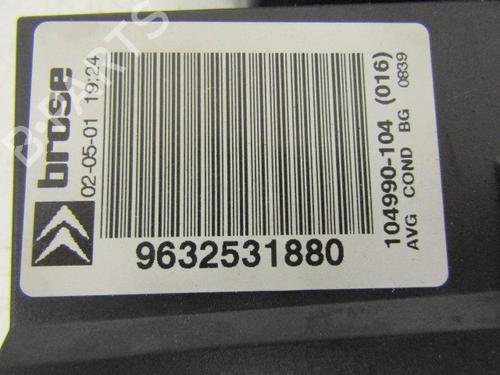 brose
02-05-01 19:24
9632531880
104990-104 (016)
AVG COND BG 0839
B-PARTS